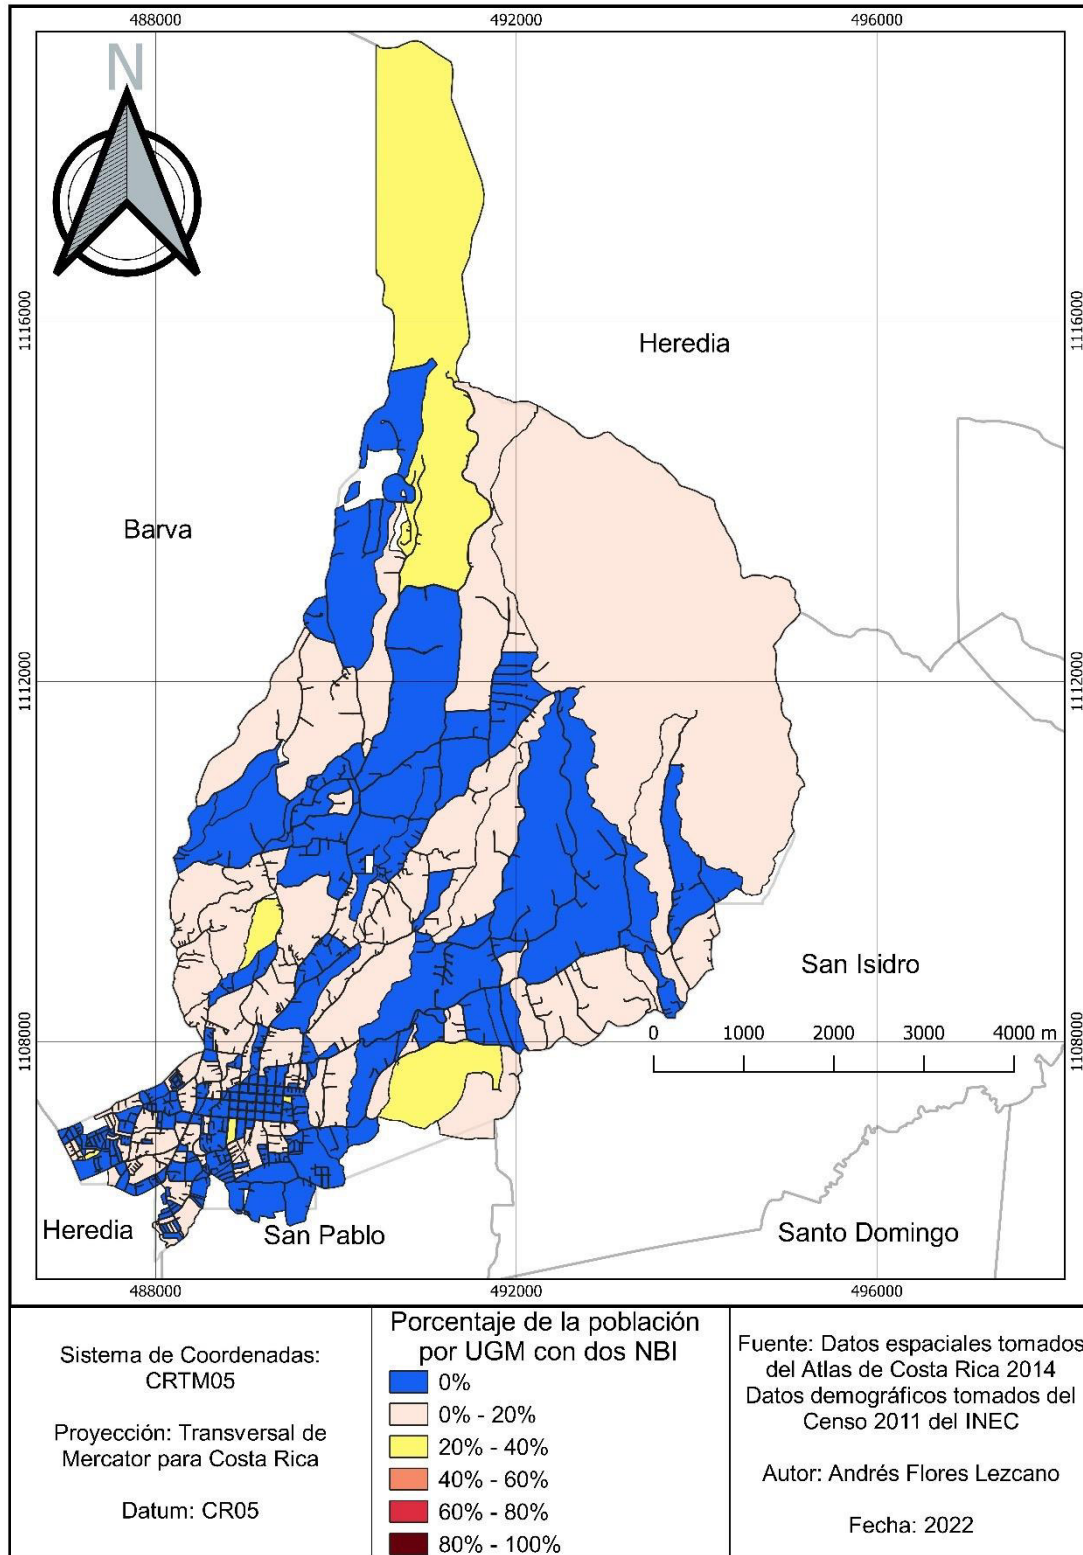 488000
492000
496000
N
1116000
1116000
Heredia
Barva
1112000
1112000
San Isidro
0
1000
2000
3000
4000 m
1108000
1108000
Heredia
San Pablo
Santo Domingo
488000
492000
496000
Sistema de Coordenadas:
CRTM05
Proyección: Transversal de
Mercator para Costa Rica
Datum: CR05
Porcentaje de la población
por UGM con dos NBI
0%
0% - 20%
20% - 40%
40% - 60%
60% - 80%
80% - 100%
Fuente: Datos espaciales tomados
del Atlas de Costa Rica 2014
Datos demográficos tomados del
Censo 2011 del INEC
Autor: Andrés Flores Lezcano
Fecha: 2022